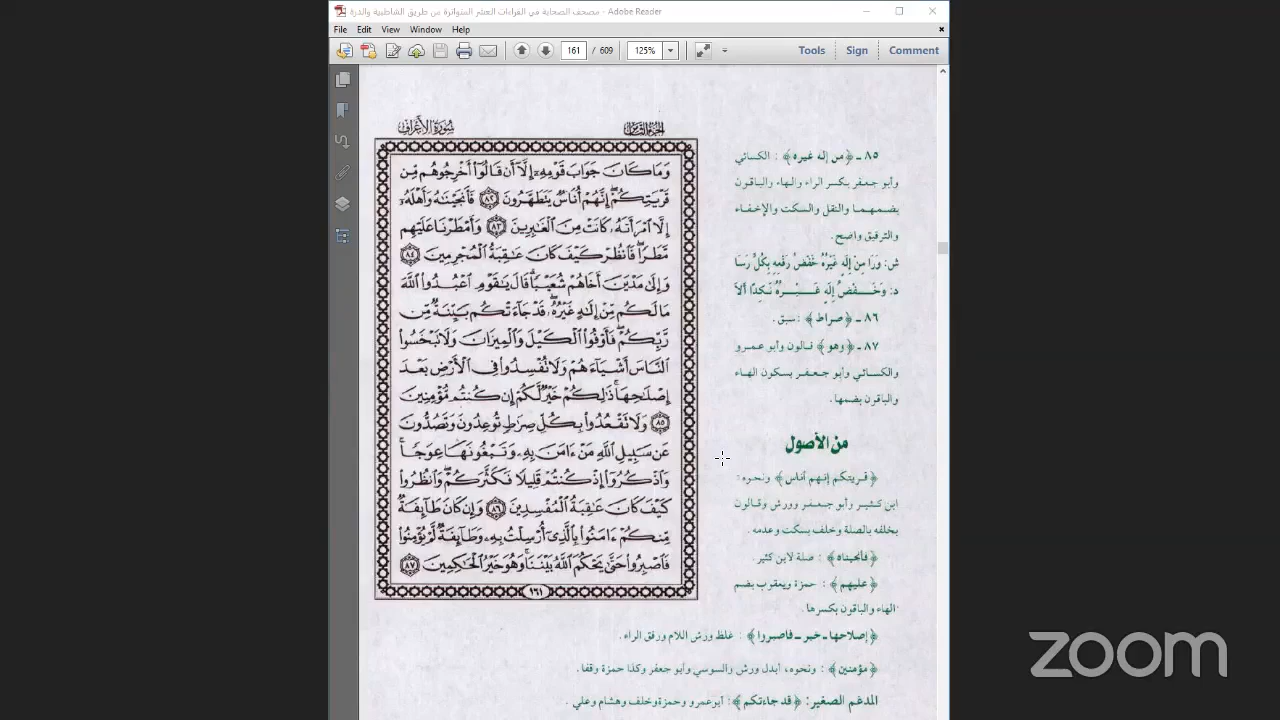 مصحف الصحابة في القراءات العشر المتواترة من طريق الشاطبية والدرة - Adobe Reader
File Edit View Window Help
161 / 609 125% Tools Sign Comment
سُورَةُ الأَعْرَافِ
وَمَا كَانَ جَوَابَ قَوْمِهِۦٓ إِلَّآ أَن قَالُوٓا۟ أَخْرِجُوهُم مِّن
قَرْيَتِكُمْ ۖ إِنَّهُمْ أُنَاسٌ يَتَطَهَّرُونَ ٨٢ فَأَنجَيْنَـٰهُ وَأَهْلَهُۥٓ
إِلَّا ٱمْرَأَتَهُۥ كَانَتْ مِنَ ٱلْغَـٰبِرِينَ ٨٣ وَأَمْطَرْنَا عَلَيْهِم
مَّطَرًا ۖ فَٱنظُرْ كَيْفَ كَانَ عَـٰقِبَةُ ٱلْمُجْرِمِينَ ٨٤
وَإِلَىٰ مَدْيَنَ أَخَاهُمْ شُعَيْبًا ۗ قَالَ يَـٰقَوْمِ ٱعْبُدُوا۟ ٱللَّهَ
مَا لَكُم مِّنْ إِلَـٰهٍ غَيْرُهُۥ ۖ قَدْ جَآءَتْكُم بَيِّنَةٌ مِّن
رَّبِّكُمْ ۖ فَأَوْفُوا۟ ٱلْكَيْلَ وَٱلْمِيزَانَ وَلَا تَبْخَسُوا۟
ٱلنَّاسَ أَشْيَآءَهُمْ وَلَا تُفْسِدُوا۟ فِى ٱلْأَرْضِ بَعْدَ
إِصْلَـٰحِهَا ۚ ذَٰلِكُمْ خَيْرٌ لَّكُمْ إِن كُنتُم مُّؤْمِنِينَ
٨٥ وَلَا تَقْعُدُوا۟ بِكُلِّ صِرَٰطٍ تُوعِدُونَ وَتَصُدُّونَ
عَن سَبِيلِ ٱللَّهِ مَنْ ءَامَنَ بِهِۦ وَتَبْغُونَهَا عِوَجًا ۚ
وَٱذْكُرُوٓا۟ إِذْ كُنتُمْ قَلِيلًا فَكَثَّرَكُمْ ۖ وَٱنظُرُوا۟
كَيْفَ كَانَ عَـٰقِبَةُ ٱلْمُفْسِدِينَ ٨٦ وَإِن كَانَ طَآئِفَةٌ
مِّنكُمْ ءَامَنُوا۟ بِٱلَّذِىٓ أُرْسِلْتُ بِهِۦ وَطَآئِفَةٌ لَّمْ يُؤْمِنُوا۟
فَٱصْبِرُوا۟ حَتَّىٰ يَحْكُمَ ٱللَّهُ بَيْنَنَا ۚ وَهُوَ خَيْرُ ٱلْحَـٰكِمِينَ ٨٧
١٦١
٨٥ ـ ﴿من إله غيره﴾ : الكسائي
وأبو جعفر بكسر الراء والهاء والباقون
بضمهما والنقل والسكت والإخفاء
والترقيق واضح.
ش: وَرَا مِنْ إِلَهٍ غَيْرُهُ خَفْضُ رَفْعِهِ بِكُلٍّ رَسَا
د: وَخَفْضُ إِلَهٍ غَيْرُهُ نَكِدًا أَلَا
٨٦ ـ ﴿صراط﴾ : سبق.
٨٧ ـ ﴿وهو﴾ قالون وأبو عمرو
والكسائي وأبو جعفر بسكون الهاء
والباقون بضمها.
من الأصول
﴿قريتكم إنهم أناس﴾ ونحوه:
ابن كثير وأبو جعفر وورش وقالون
بخلفه بالصلة وخلف بسكت وعدمه.
﴿فأنجيناه﴾ : صلة لابن كثير.
﴿عليهم﴾ : حمزة ويعقوب بضم
الهاء والباقون بكسرها.
﴿إصلاحها ـ خير ـ فاصبروا﴾ : غلظ ورش اللام ورقق الراء.
﴿مؤمنين﴾ : ونحوه، أبدل ورش والسوسي وأبو جعفر وكذا حمزة وقفا.
المدغم الصغير: ﴿قد جاءتكم﴾: أبو عمرو وحمزة وخلف وهشام وعلي.
zoom